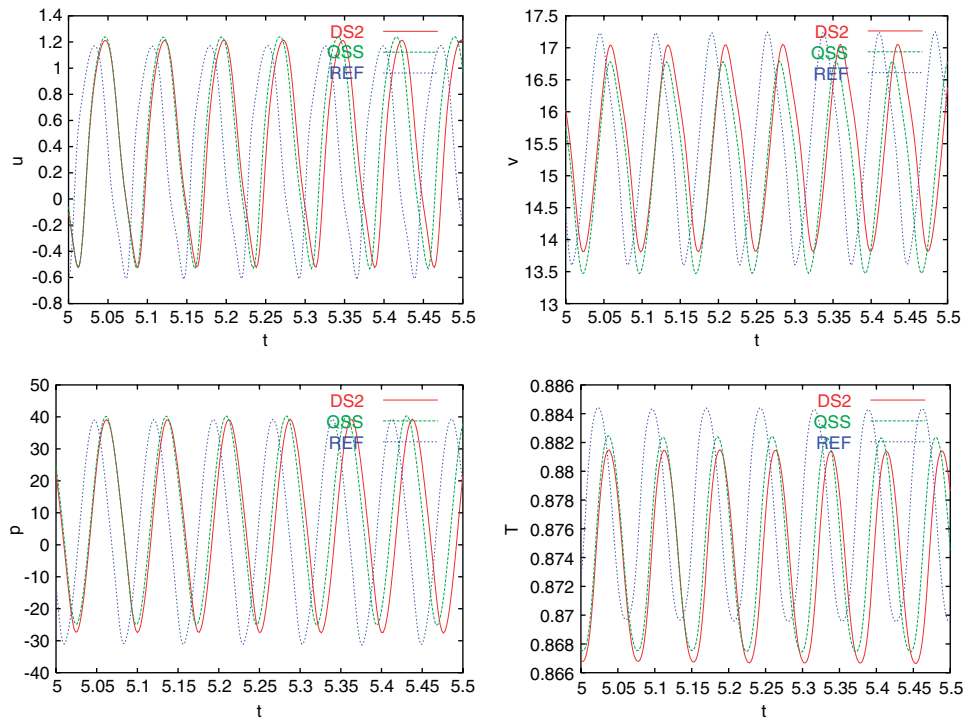 1.4
1.2
1
0.8
0.6
0.4
0.2
0
-0.2
-0.4
-0.6
-0.8
u
5 5.05 5.1 5.15 5.2 5.25 5.3 5.35 5.4 5.45 5.5
t
DS2
QSS
REF
17.5
17
16.5
16
15.5
15
14.5
14
13.5
13
v
5 5.05 5.1 5.15 5.2 5.25 5.3 5.35 5.4 5.45 5.5
t
DS2
QSS
REF
50
40
30
20
10
0
-10
-20
-30
-40
p
5 5.05 5.1 5.15 5.2 5.25 5.3 5.35 5.4 5.45 5.5
t
DS2
QSS
REF
0.886
0.884
0.882
0.88
0.878
0.876
0.874
0.872
0.87
0.868
0.866
T
5 5.05 5.1 5.15 5.2 5.25 5.3 5.35 5.4 5.45 5.5
t
DS2
QSS
REF